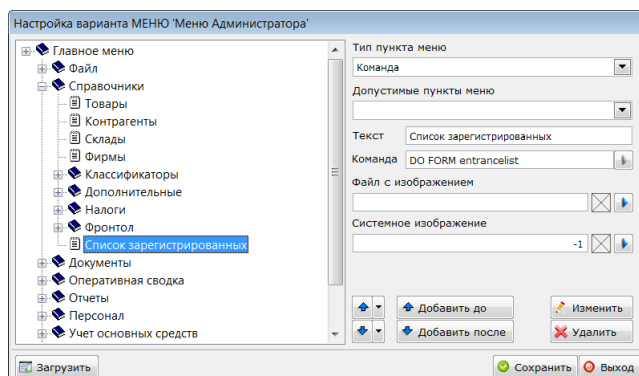 Настройка варианта МЕНЮ 'Меню Администратора'
Главное меню
Файл
Справочники
Товары
Контрагенты
Склады
Фирмы
Классификаторы
Дополнительные
Налоги
Фронтол
Список зарегистрированных
Документы
Оперативная сводка
Отчеты
Персонал
Учет основных средств
Тип пункта меню
Команда
Допустимые пункты меню
Текст Список зарегистрированных
Команда DO FORM entrancelist
Файл с изображением
Системное изображение
-1
Добавить до Изменить
Добавить после Удалить
Загрузить Сохранить Выход